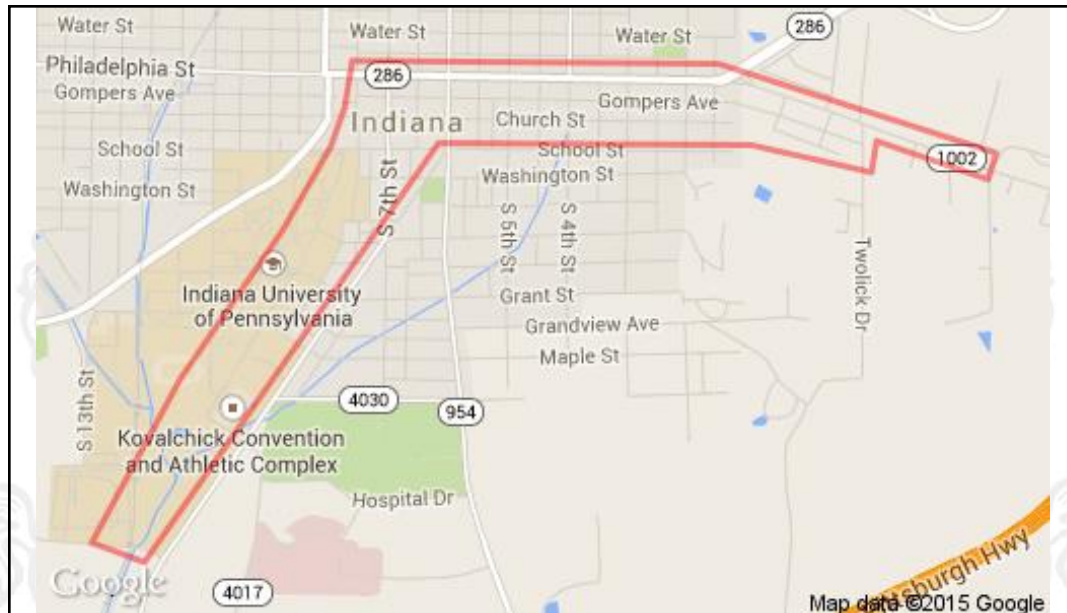 Water St
Water St
Water St
286
Philadelphia St
286
Gompers Ave
Gompers Ave
Indiana
Church St
School St
School St
1002
Washington St
Washington St
S 7th St
S 5th St
S 4th St
Twolick Dr
Indiana University
of Pennsylvania
Grant St
Grandview Ave
Maple St
S 13th St
4030
954
Kovalchick Convention
and Athletic Complex
Hospital Dr
4017
Google
Map data ©2015 Google